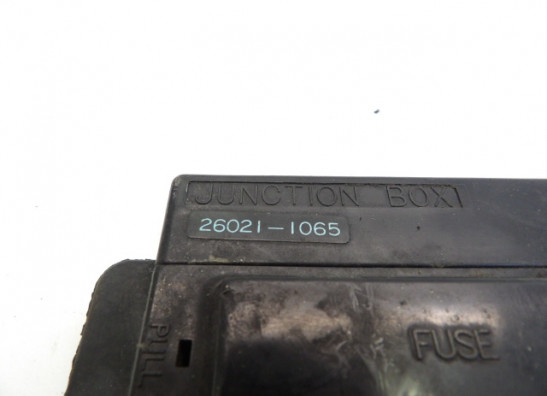 JUNCTION BOX
26021-1065
FUSE
PULL